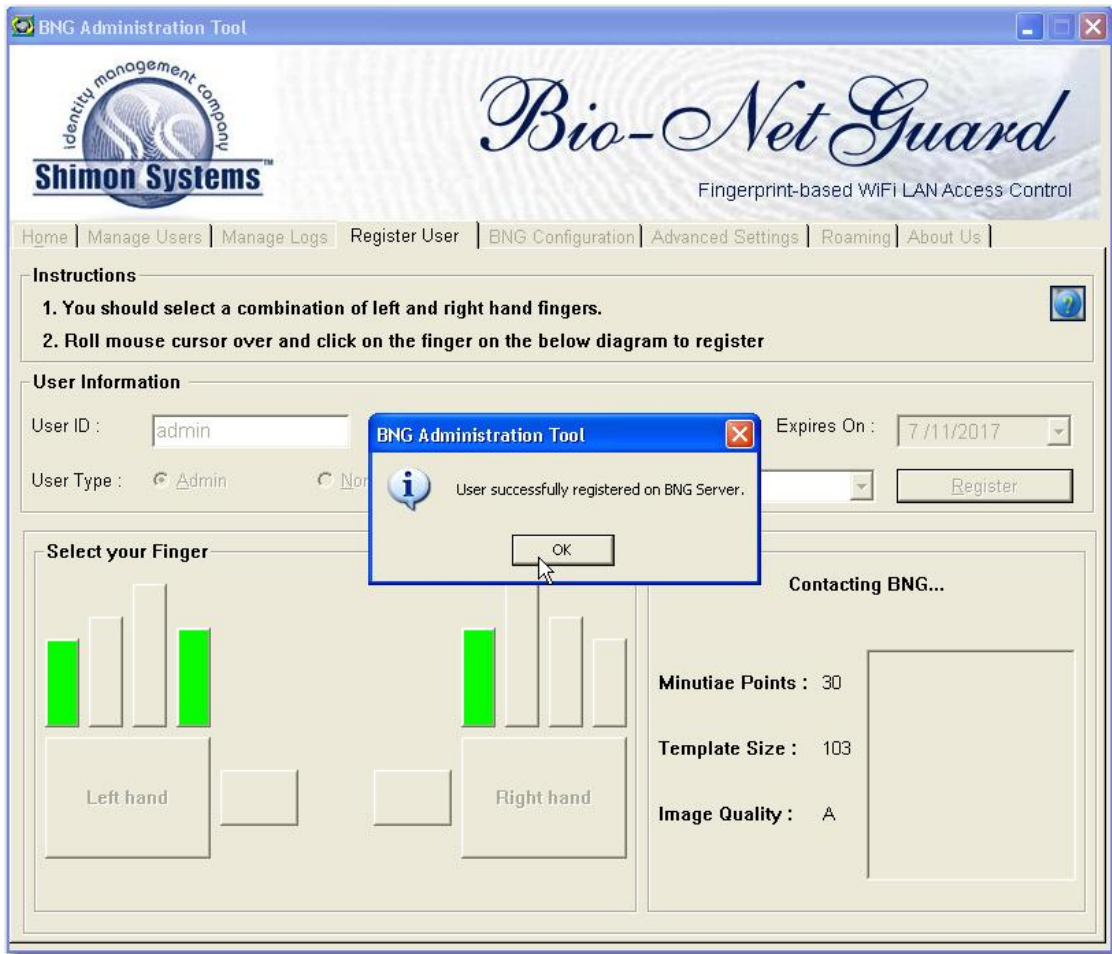 BNG Administration Tool
identity management company
Shimon Systems™
Bio-NetGuard
Fingerprint-based WiFi LAN Access Control
Home Manage Users Manage Logs Register User BNG Configuration Advanced Settings Roaming About Us
Instructions
1. You should select a combination of left and right hand fingers.
2. Roll mouse cursor over and click on the finger on the below diagram to register
User Information
User ID : admin
Expires On : 7/11/2017
User Type : Admin
Register
BNG Administration Tool
User successfully registered on BNG Server.
OK
Select your Finger
Left hand
Right hand
Contacting BNG...
Minutiae Points : 30
Template Size : 103
Image Quality : A